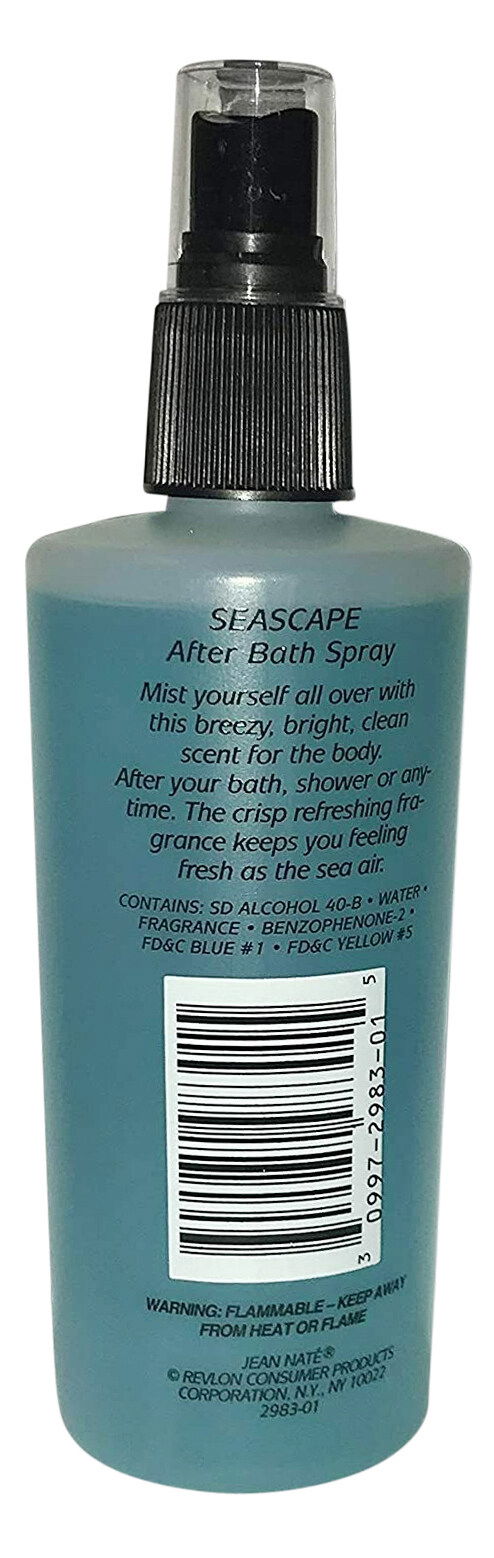 SEASCAPE
After Bath Spray
Mist yourself all over with
this breezy, bright, clean
scent for the body.
After your bath, shower or any-
time. The crisp refreshing fra-
grance keeps you feeling
fresh as the sea air.
CONTAINS: SD ALCOHOL 40-B • WATER •
FRAGRANCE • BENZOPHENONE-2 •
FD&C BLUE #1 • FD&C YELLOW #5
3 0997-2983-01 5
WARNING: FLAMMABLE – KEEP AWAY
FROM HEAT OR FLAME
JEAN NATÉ®
© REVLON CONSUMER PRODUCTS
CORPORATION, N.Y., NY 10022
2983-01